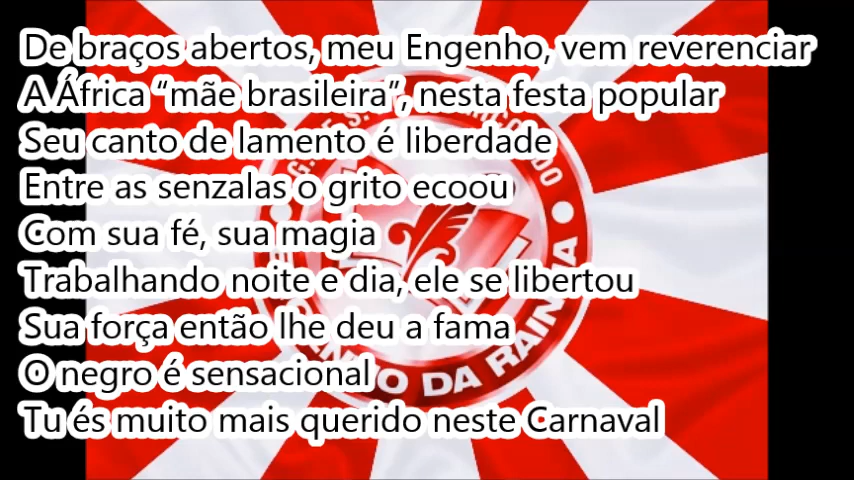 De braços abertos, meu Engenho, vem reverenciar
A África “mãe brasileira”, nesta festa popular
Seu canto de lamento é liberdade
Entre as senzalas o grito ecoou
Com sua fé, sua magia
Trabalhando noite e dia, ele se libertou
Sua força então lhe deu a fama
O negro é sensacional
Tu és muito mais querido neste Carnaval
DA RAINHA